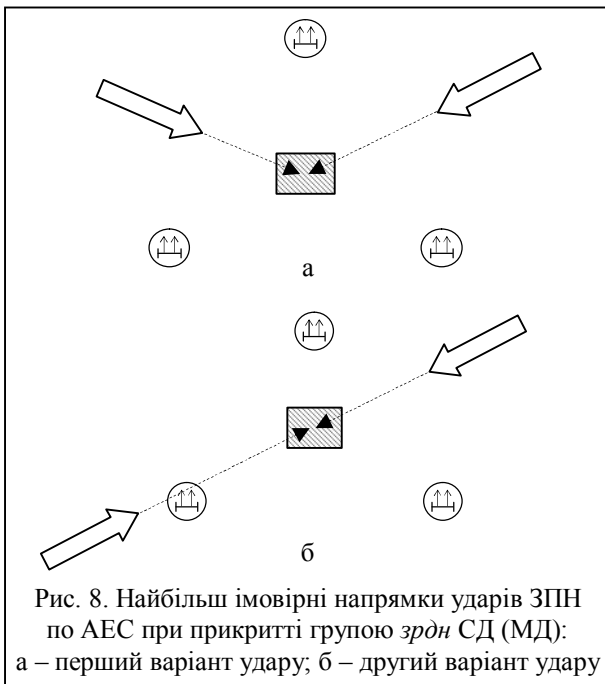 а
б
Рис. 8. Найбільш імовірні напрямки ударів ЗПН
по АЕС при прикритті групою зрдн СД (МД):
а – перший варіант удару; б – другий варіант удару